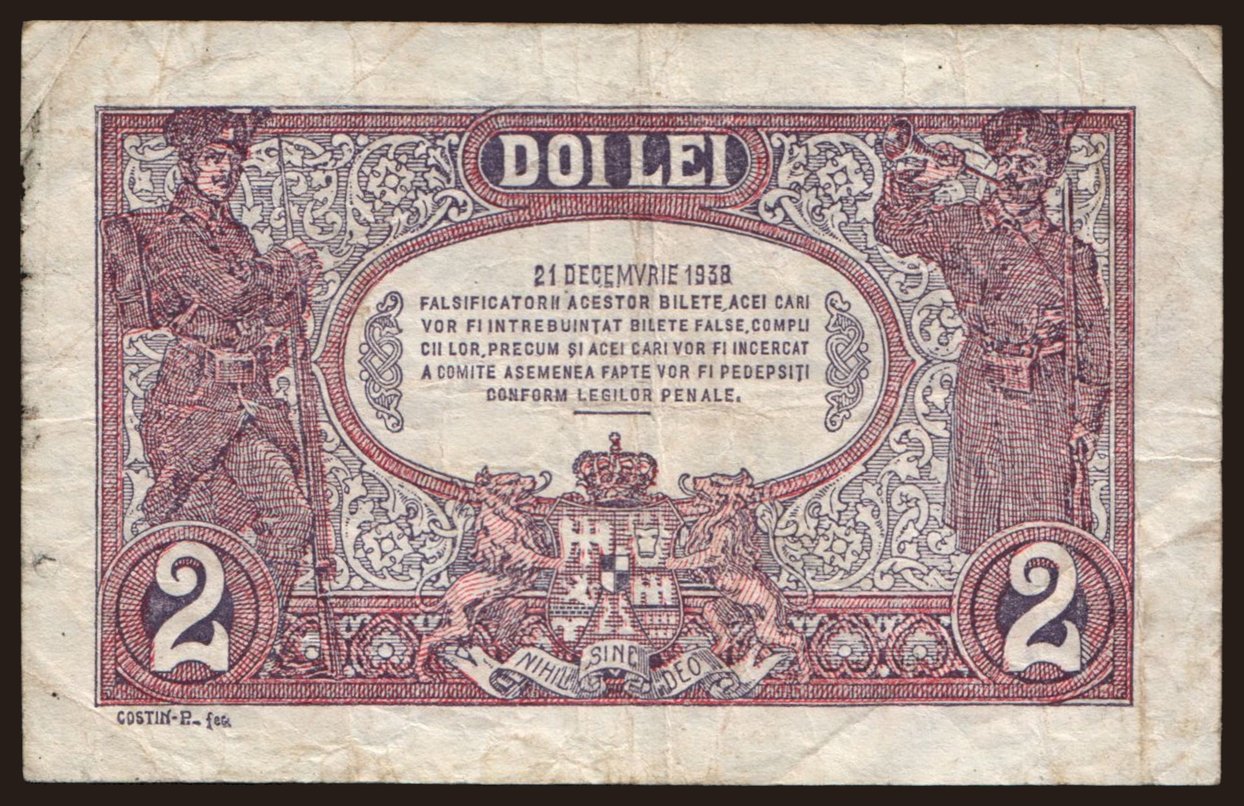 DOI LEI
21 DECEMVRIE 1938
FALSIFICATORII ACESTOR BILETE, ACEI CARI
VOR FI INTREBUINȚAT BILETE FALSE, COMPLI
CII LOR, PRECUM ȘI ACEI CARI VOR FI INCERCAT
A COMITE ASEMENEA FAPTE VOR FI PEDEPSIȚI
CONFORM LEGILOR PENALE.
2 2
NIHIL SINE DEO
COSTIN-P. fec.